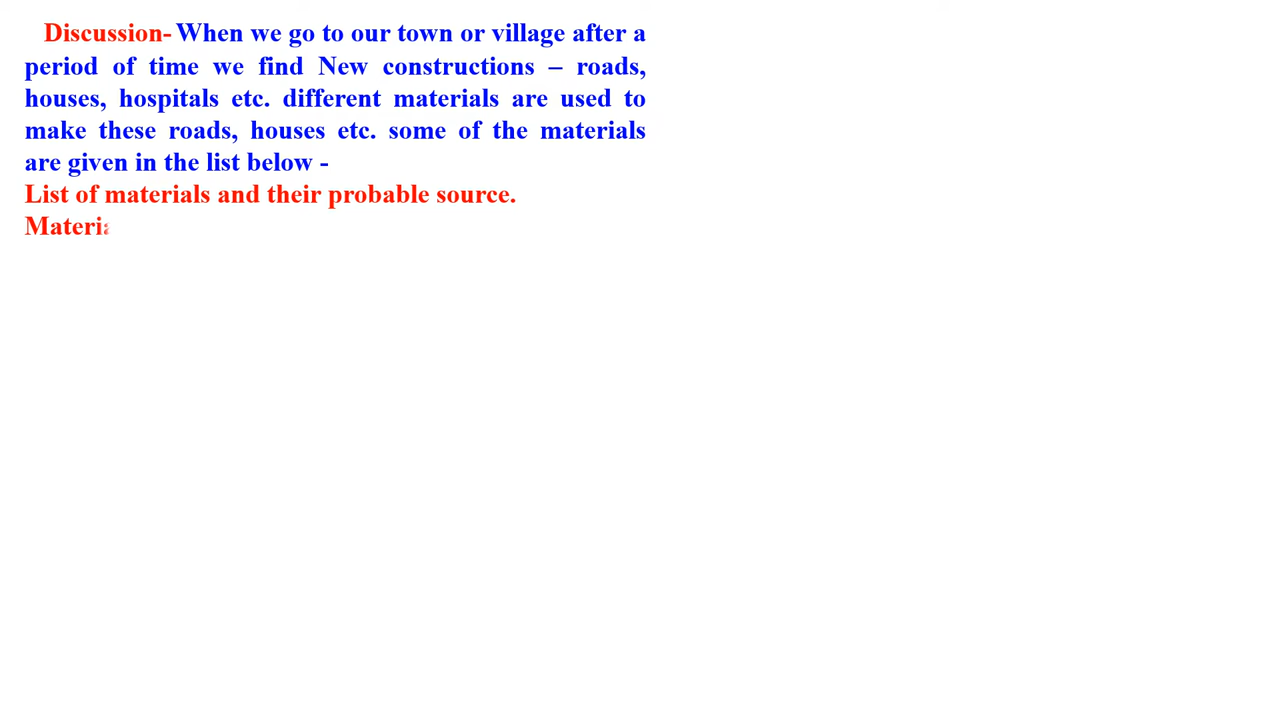 Discussion- When we go to our town or village after a
period of time we find New constructions – roads,
houses, hospitals etc. different materials are used to
make these roads, houses etc. some of the materials
are given in the list below -
List of materials and their probable source.
Materia